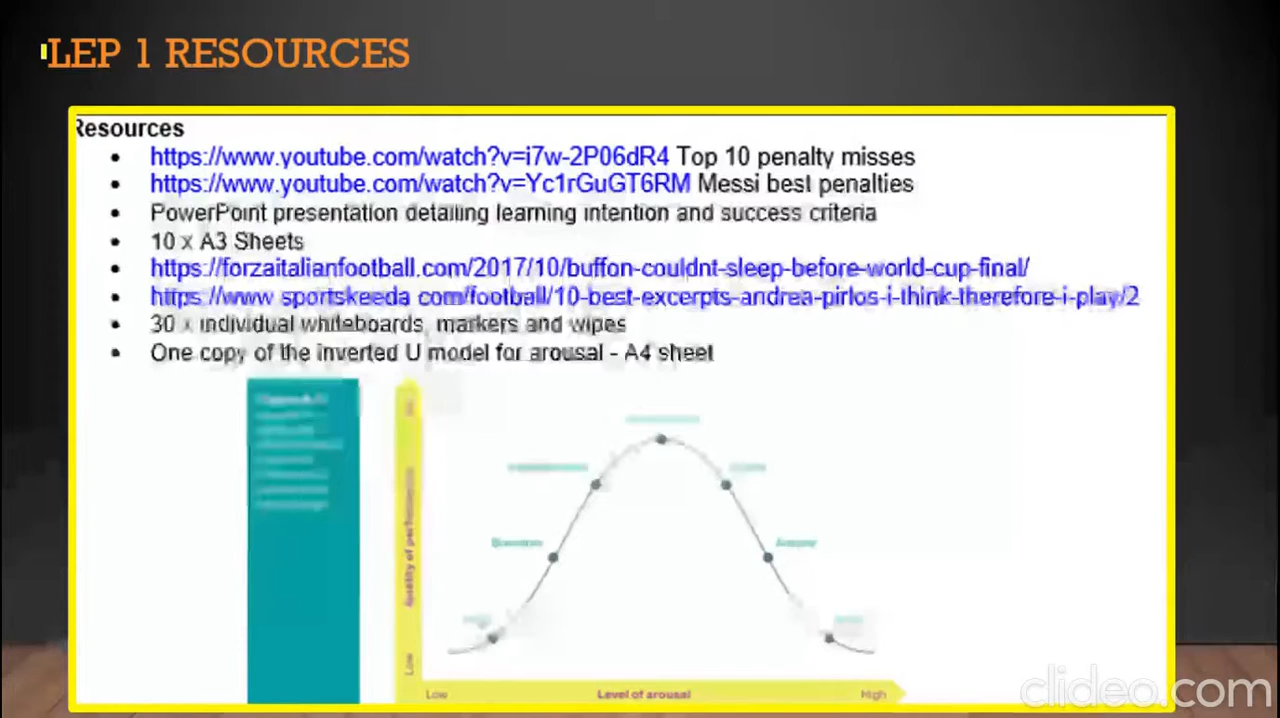 LEP 1 RESOURCES
Resources
• https://www.youtube.com/watch?v=i7w-2P06dR4 Top 10 penalty misses
• https://www.youtube.com/watch?v=Yc1rGuGT6RM Messi best penalties
• PowerPoint presentation detailing learning intention and success criteria
• 10 x A3 Sheets
• https://forzaitalianfootball.com/2017/10/buffon-couldnt-sleep-before-world-cup-final/
• https://www sportskeeda com/football/10-best-excerpts-andrea-pirlos-i-think-therefore-i-play/2
• 30 x individual whiteboards, markers and wipes
• One copy of the inverted U model for arousal - A4 sheet
Quality of performance
Boredom
Low
Low
Level of arousal
High
clideo.com